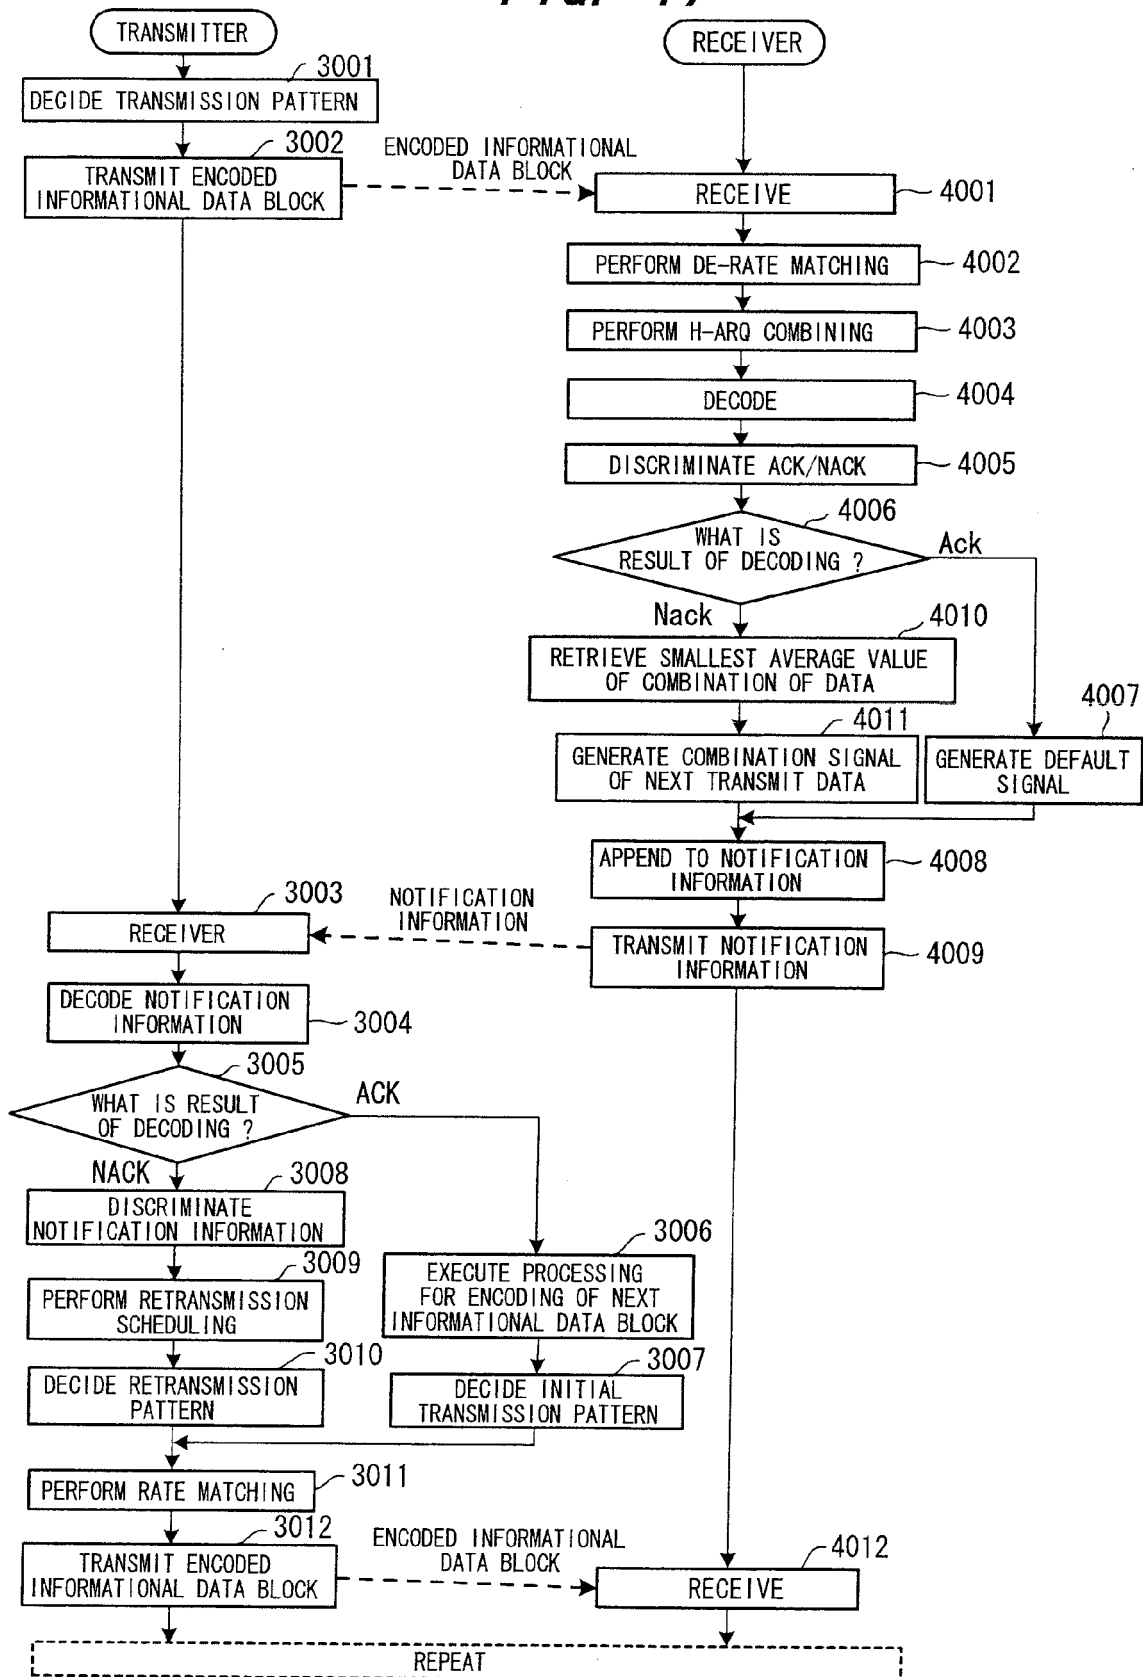 TRANSMITTER
RECEIVER
3001
DECIDE TRANSMISSION PATTERN
3002
TRANSMIT ENCODED
INFORMATIONAL DATA BLOCK
ENCODED INFORMATIONAL
DATA BLOCK
RECEIVE
4001
PERFORM DE-RATE MATCHING
4002
PERFORM H-ARQ COMBINING
4003
DECODE
4004
DISCRIMINATE ACK/NACK
4005
4006
WHAT IS
RESULT OF DECODING ?
Ack
Nack
4010
RETRIEVE SMALLEST AVERAGE VALUE
OF COMBINATION OF DATA
4007
4011
GENERATE COMBINATION SIGNAL
OF NEXT TRANSMIT DATA
GENERATE DEFAULT
SIGNAL
APPEND TO NOTIFICATION
INFORMATION
4008
3003
RECEIVER
NOTIFICATION
INFORMATION
TRANSMIT NOTIFICATION
INFORMATION
4009
DECODE NOTIFICATION
INFORMATION
3004
3005
WHAT IS RESULT
OF DECODING ?
ACK
NACK
3008
DISCRIMINATE
NOTIFICATION INFORMATION
3006
EXECUTE PROCESSING
FOR ENCODING OF NEXT
INFORMATIONAL DATA BLOCK
3009
PERFORM RETRANSMISSION
SCHEDULING
3010
DECIDE RETRANSMISSION
PATTERN
3007
DECIDE INITIAL
TRANSMISSION PATTERN
PERFORM RATE MATCHING
3011
3012
TRANSMIT ENCODED
INFORMATIONAL DATA BLOCK
ENCODED INFORMATIONAL
DATA BLOCK
4012
RECEIVE
REPEAT